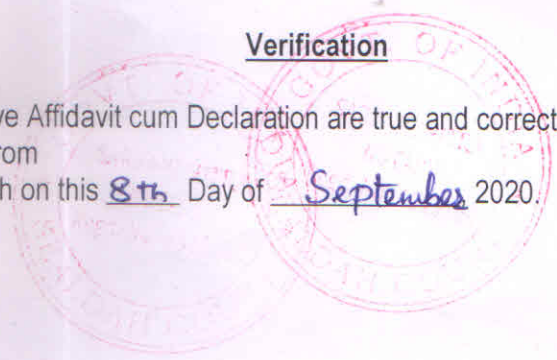 Verification
ve Affidavit cum Declaration are true and correct
rom
h on this 8th Day of September 2020.